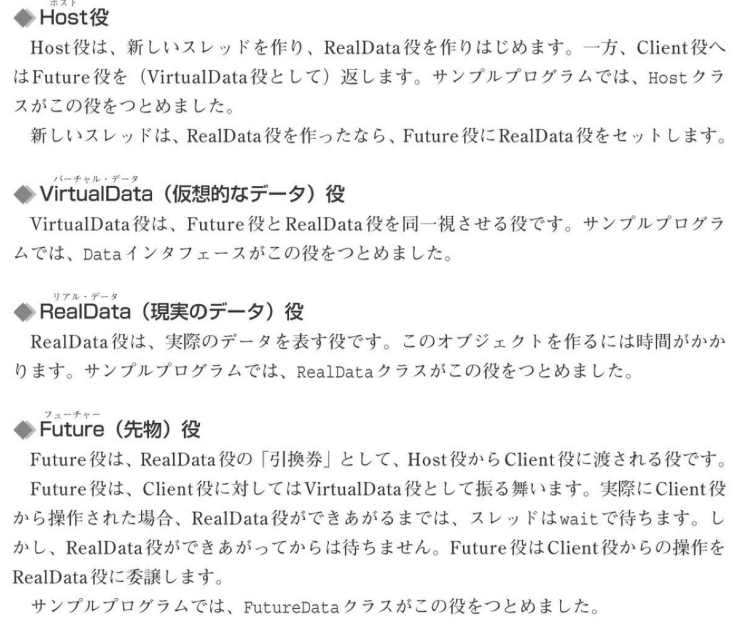 ホスト
◆Host役
Host役は、新しいスレッドを作り、RealData役を作りはじめます。一方、Client役へ
はFuture役を（VirtualData役として）返します。サンプルプログラムでは、Hostクラ
スがこの役をつとめました。
新しいスレッドは、RealData役を作ったなら、Future役にRealData役をセットします。
バーチャル・データ
◆VirtualData（仮想的なデータ）役
VirtualData役は、Future役とRealData役を同一視させる役です。サンプルプログラ
ムでは、Dataインタフェースがこの役をつとめました。
リアル・データ
◆RealData（現実のデータ）役
RealData役は、実際のデータを表す役です。このオブジェクトを作るには時間がかか
ります。サンプルプログラムでは、RealDataクラスがこの役をつとめました。
フューチャー
◆Future（先物）役
Future役は、RealData役の「引換券」として、Host役からClient役に渡される役です。
Future役は、Client役に対してはVirtualData役として振る舞います。実際にClient役
から操作された場合、RealData役ができあがるまでは、スレッドはwaitで待ちます。し
かし、RealData役ができあがってからは待ちません。Future役はClient役からの操作を
RealData役に委譲します。
サンプルプログラムでは、FutureDataクラスがこの役をつとめました。